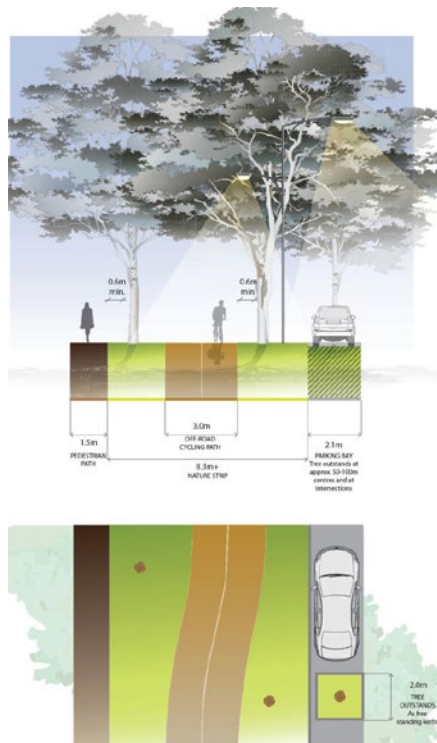 0.6m
min.
0.6m
min
3.0m
OFF-ROAD
CYCLING PATH
1.5m
PEDESTRIAN
PATH
8.3m+
NATURE STRIP
2.1m
PARKING BAY
Tree outstands at
approx. 50-100m
centres and at
intersections
2.0m
TREE
OUTSTANDS
As free
standing kerb